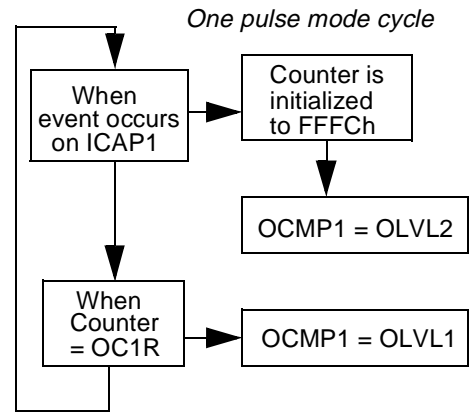 One pulse mode cycle
When
event occurs
on ICAP1
Counter is
initialized
to FFFCh
OCMP1 = OLVL2
When
Counter
= OC1R
OCMP1 = OLVL1